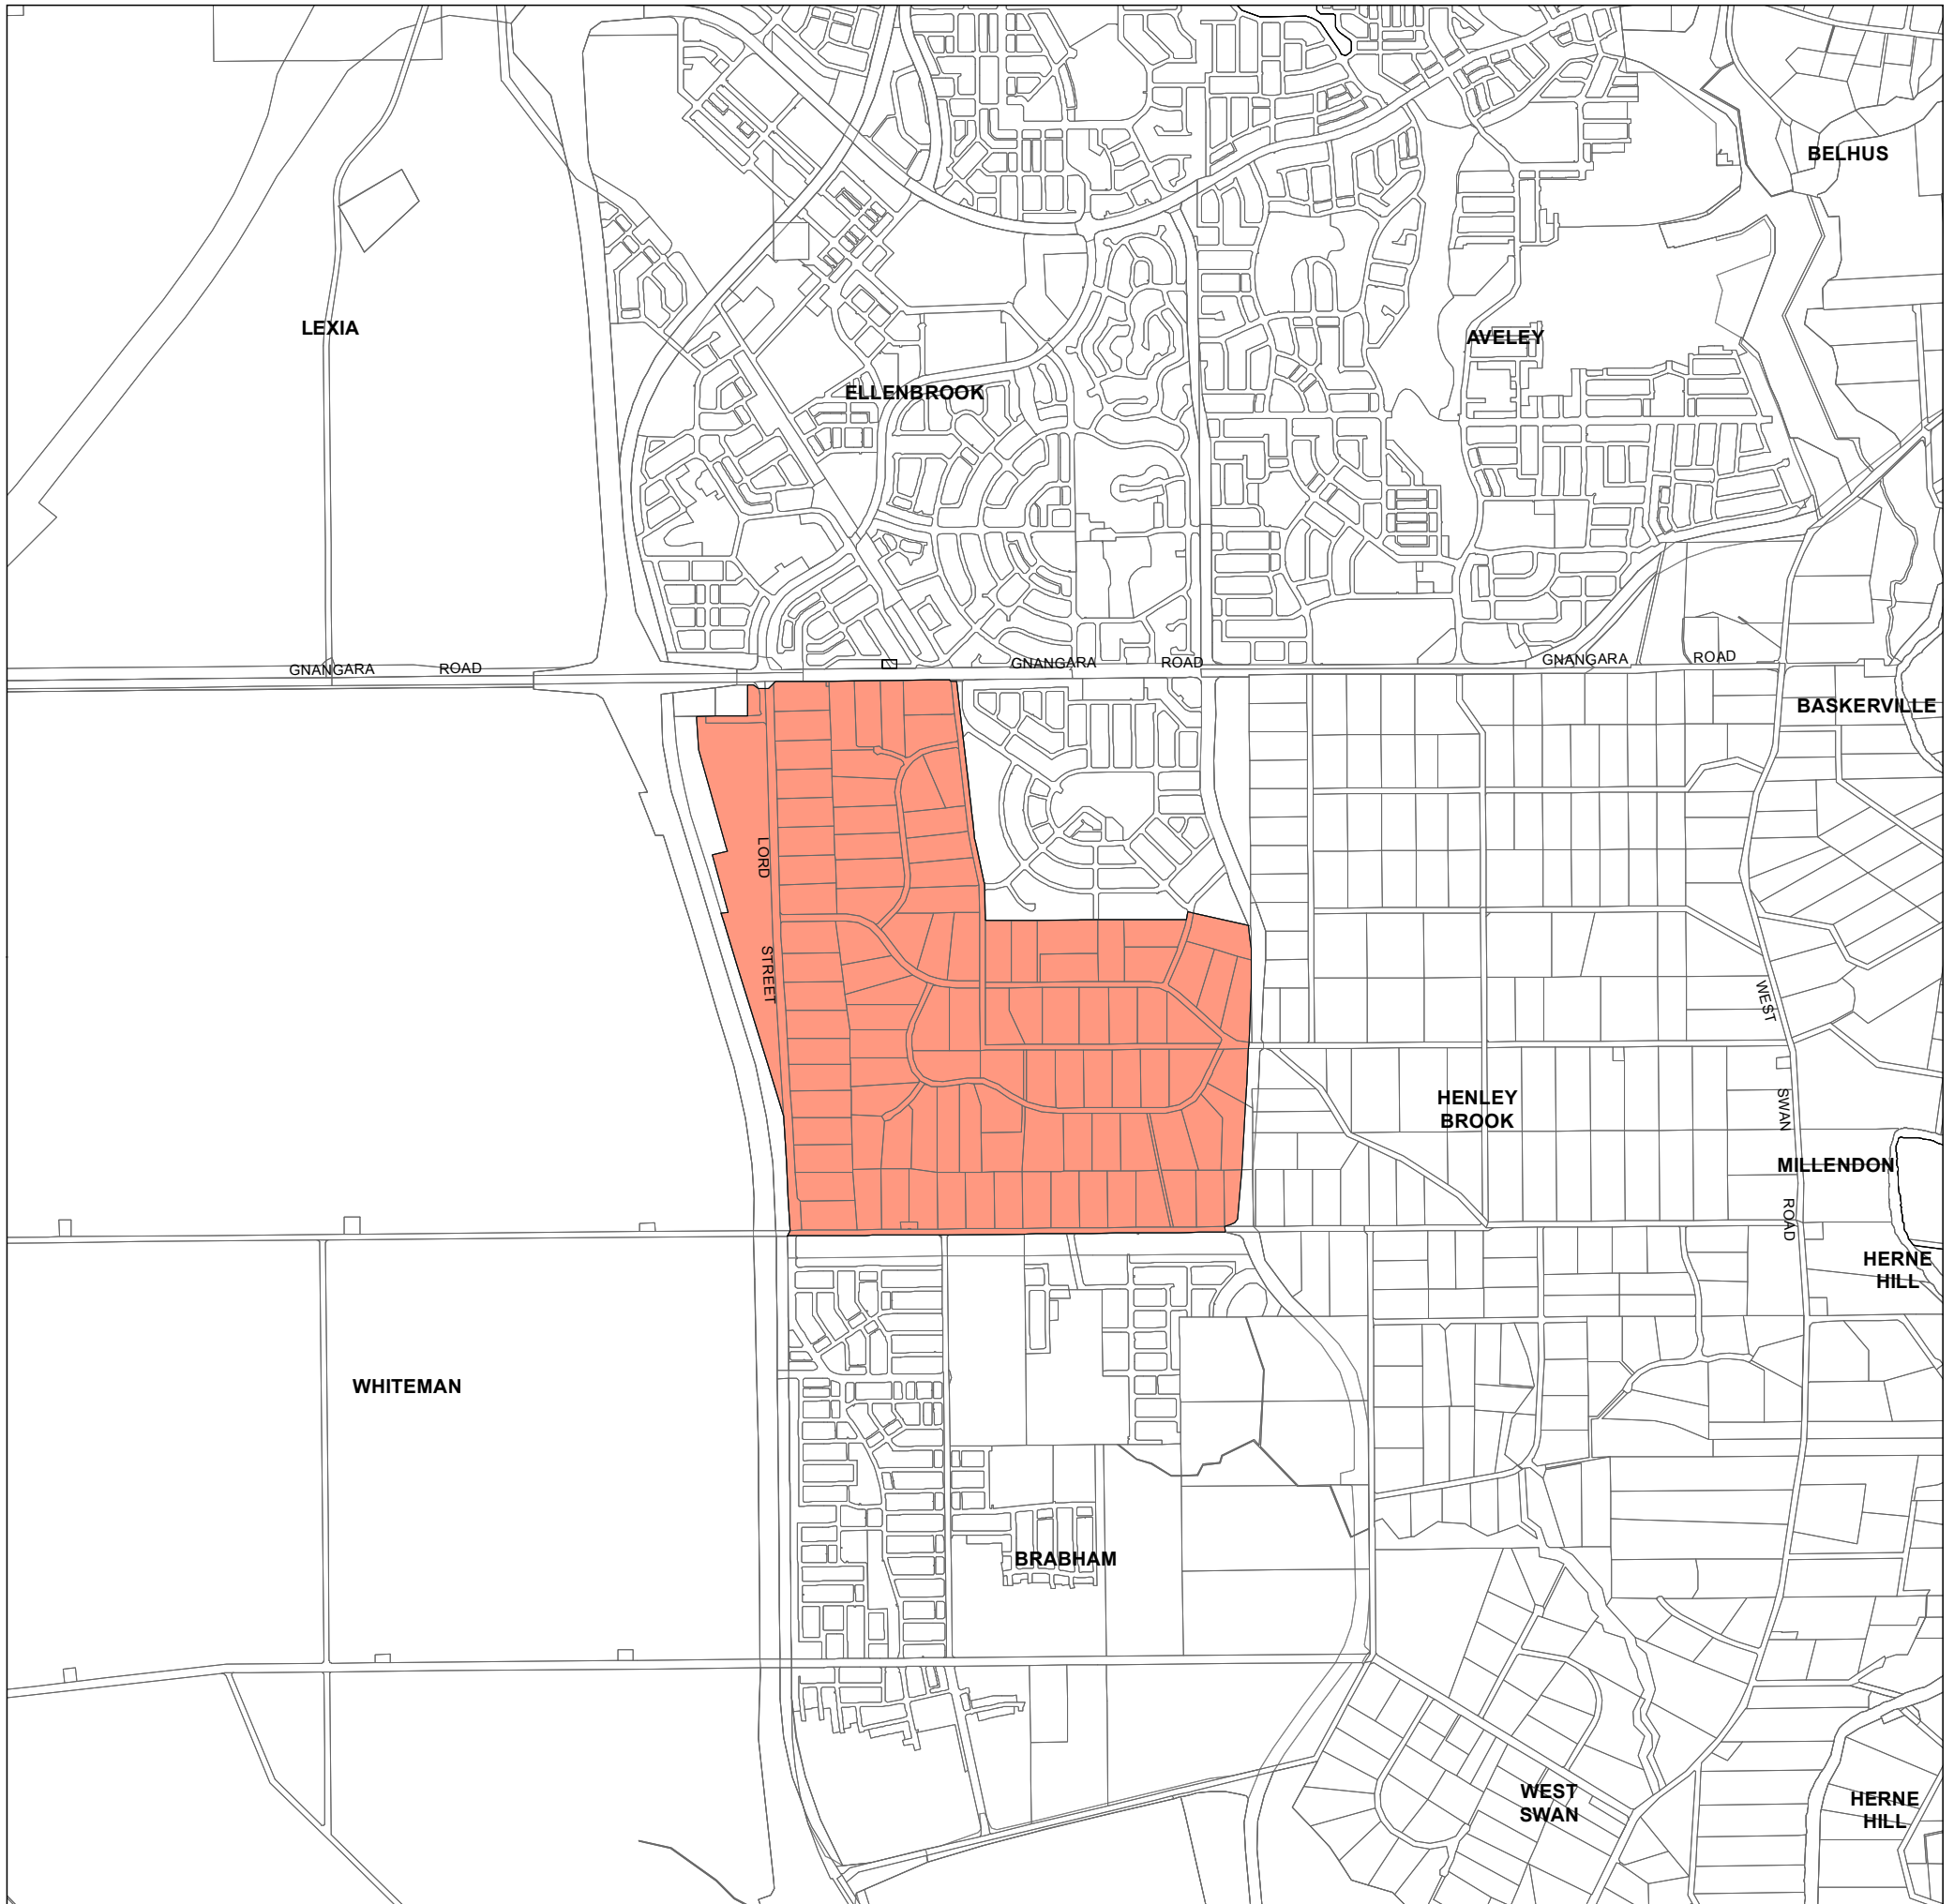 BELHUS
LEXIA
AVELEY
ELLENBROOK
GNANGARA ROAD
GNANGARA ROAD
GNANGARA ROAD
BASKERVILLE
LORD
STREET
WEST
SWAN
ROAD
HENLEY
BROOK
MILLENDON
HERNE
HILL
WHITEMAN
BRABHAM
WEST
SWAN
HERNE
HILL